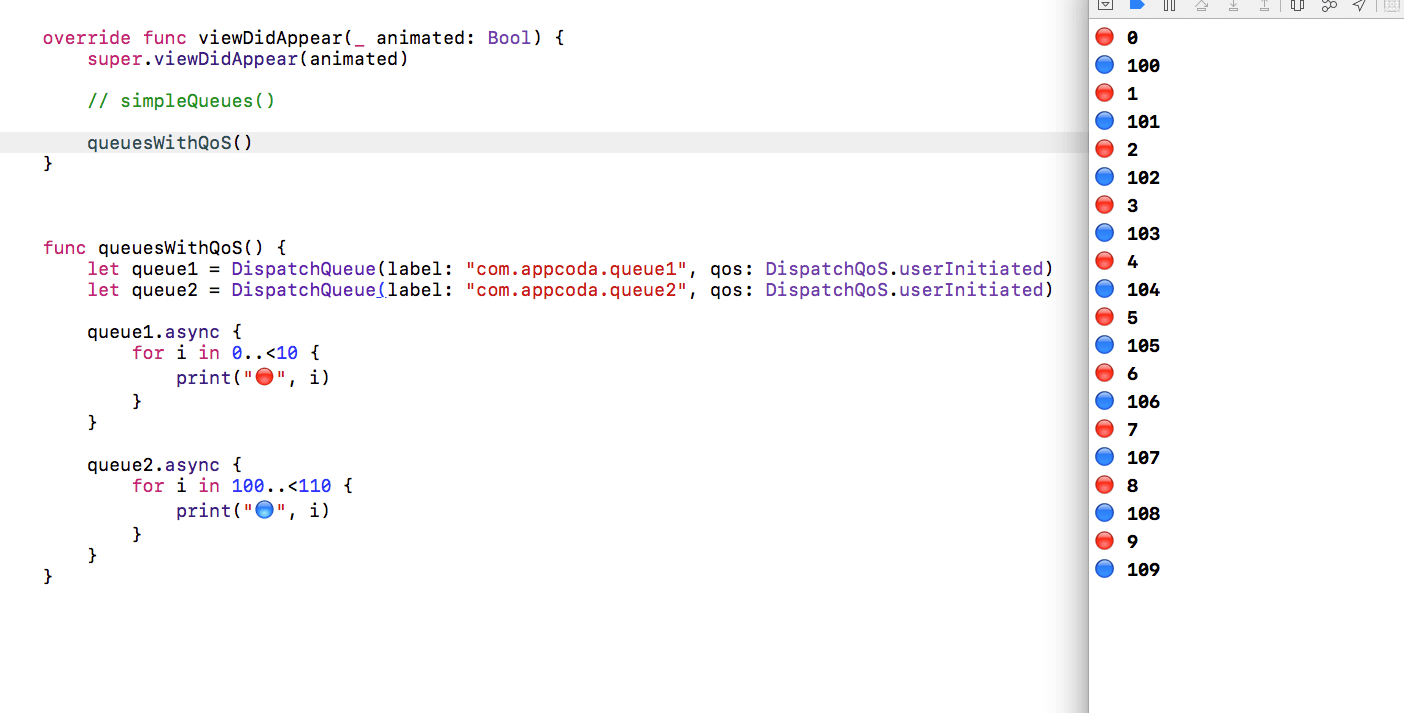 override func viewDidAppear(_ animated: Bool) {
super.viewDidAppear(animated)
// simpleQueues()
queuesWithQoS()
}
func queuesWithQoS() {
let queue1 = DispatchQueue(label: "com.appcoda.queue1", qos: DispatchQoS.userInitiated)
let queue2 = DispatchQueue(label: "com.appcoda.queue2", qos: DispatchQoS.userInitiated)
queue1.async {
for i in 0..<10 {
print("🔴", i)
}
}
queue2.async {
for i in 100..<110 {
print("🔵", i)
}
}
}
🔴 0
🔵 100
🔴 1
🔵 101
🔴 2
🔵 102
🔴 3
🔵 103
🔴 4
🔵 104
🔴 5
🔵 105
🔴 6
🔵 106
🔴 7
🔵 107
🔴 8
🔵 108
🔴 9
🔵 109